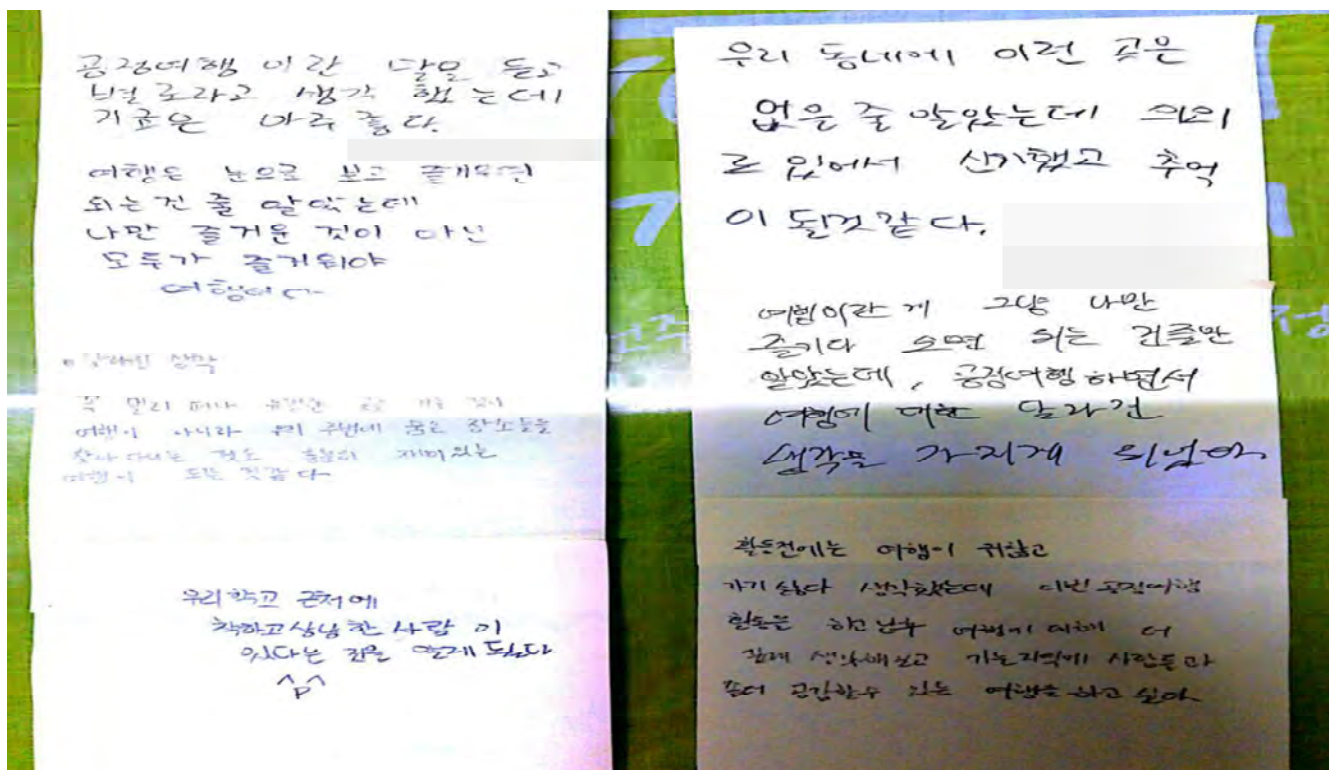 공정여행 이란 말을 듣고
별로라고 생각 했는데
기분은 아주 좋다.
여행은 눈으로 보고 즐거우면
되는 건 줄 알았는데
나만 즐거운 것이 아닌
모두가 즐거워야
여행이다
생각
꼭 멀리 떠나 유명한 곳을 가는 것이
여행이 아니라 우리 주변에 숨은 장소들을
찾아 다니는 것도 충분히 재미있는
여행이 되는 것같다
우리학교 근처에
착하고상냥한 사람 이
있다는 것을 알게 됐다
우리 동네에 이런 곳은
없을 줄 알았는데 의외
로 있에서 신기했고 추억
이 될것 같다.
여행이란 게 그냥 나만
즐기다 오면 되는 건줄만
알았는데, 공정여행 하면서
여행에 대한 달라진
생각을 가지게 되었어.
활동전에는 여행이 귀찮고
가기 싫다 생각했는데 이번 공정여행
활동을 하고 난후 여행에 대해 더
깊게 생각해보고 가는지역에 사람들과
좀더 공감할수 있는 여행을 하고 싶어.